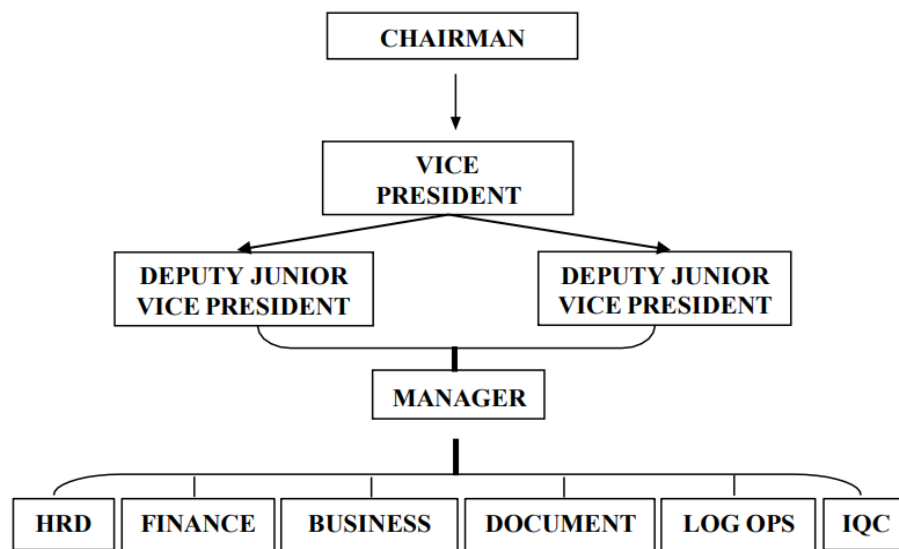 CHAIRMAN
VICE
PRESIDENT
DEPUTY JUNIOR
VICE PRESIDENT
DEPUTY JUNIOR
VICE PRESIDENT
MANAGER
HRD
FINANCE
BUSINESS
DOCUMENT
LOG OPS
IQC